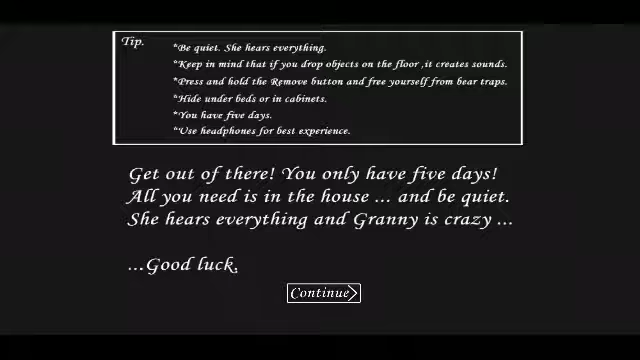 Tip.
*Be quiet. She hears everything.
*Keep in mind that if you drop objects on the floor ,it creates sounds.
*Press and hold the Remove button and free yourself from bear traps.
*Hide under beds or in cabinets.
*You have five days.
*Use headphones for best experience.
Get out of there! You only have five days!
All you need is in the house ... and be quiet.
She hears everything and Granny is crazy ...
...Good luck.
Continue